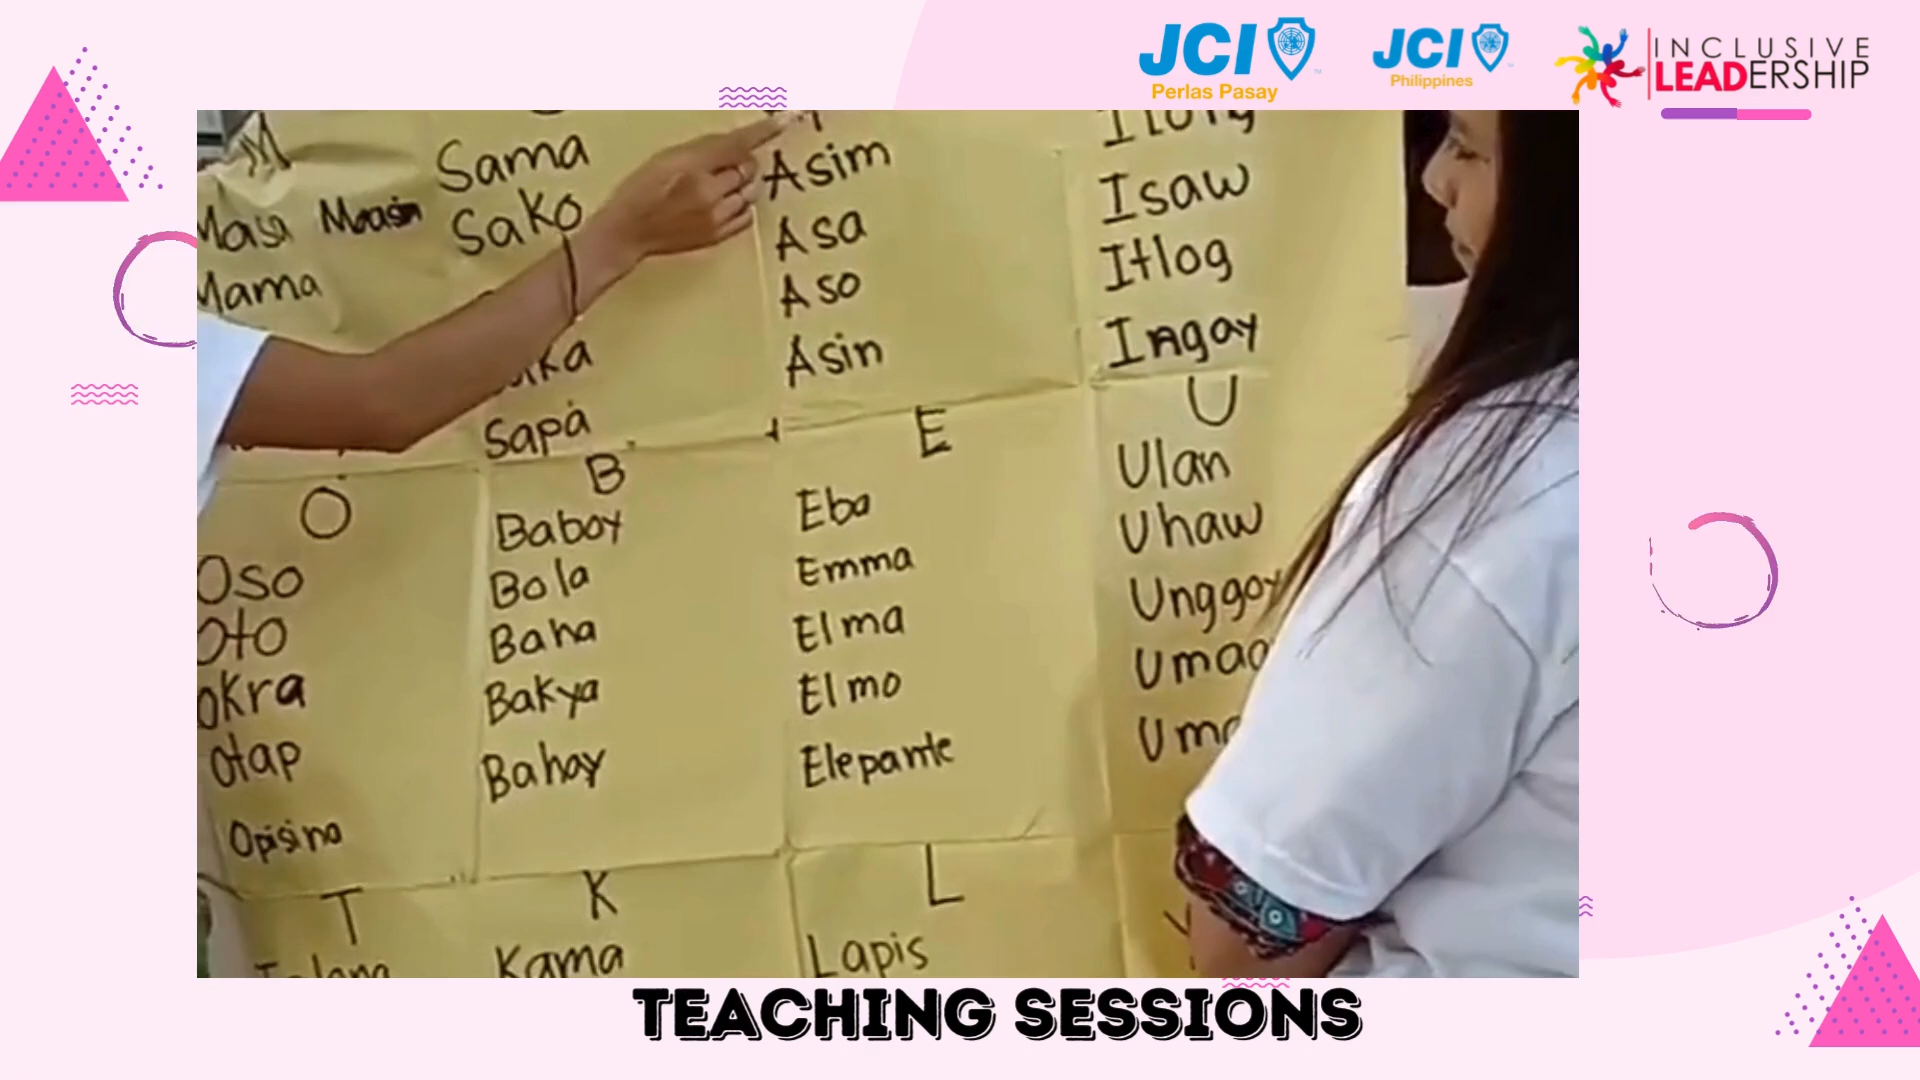 JCI
Perlas Pasay
JCI
Philippines
INCLUSIVE
LEADERSHIP
M
Masa
Mama
Sama
Sako
Sapa
Asim
Asa
Aso
Asin
Isaw
Itlog
Ingay
O
Oso
Oto
Okra
Otap
Opisina
B
Baboy
Bola
Baha
Bakya
Bahay
E
Eba
Emma
Elma
Elmo
Elepante
U
Ulan
Uhaw
Unggoy
T
K
Kama
L
Lapis
TEACHING SESSIONS